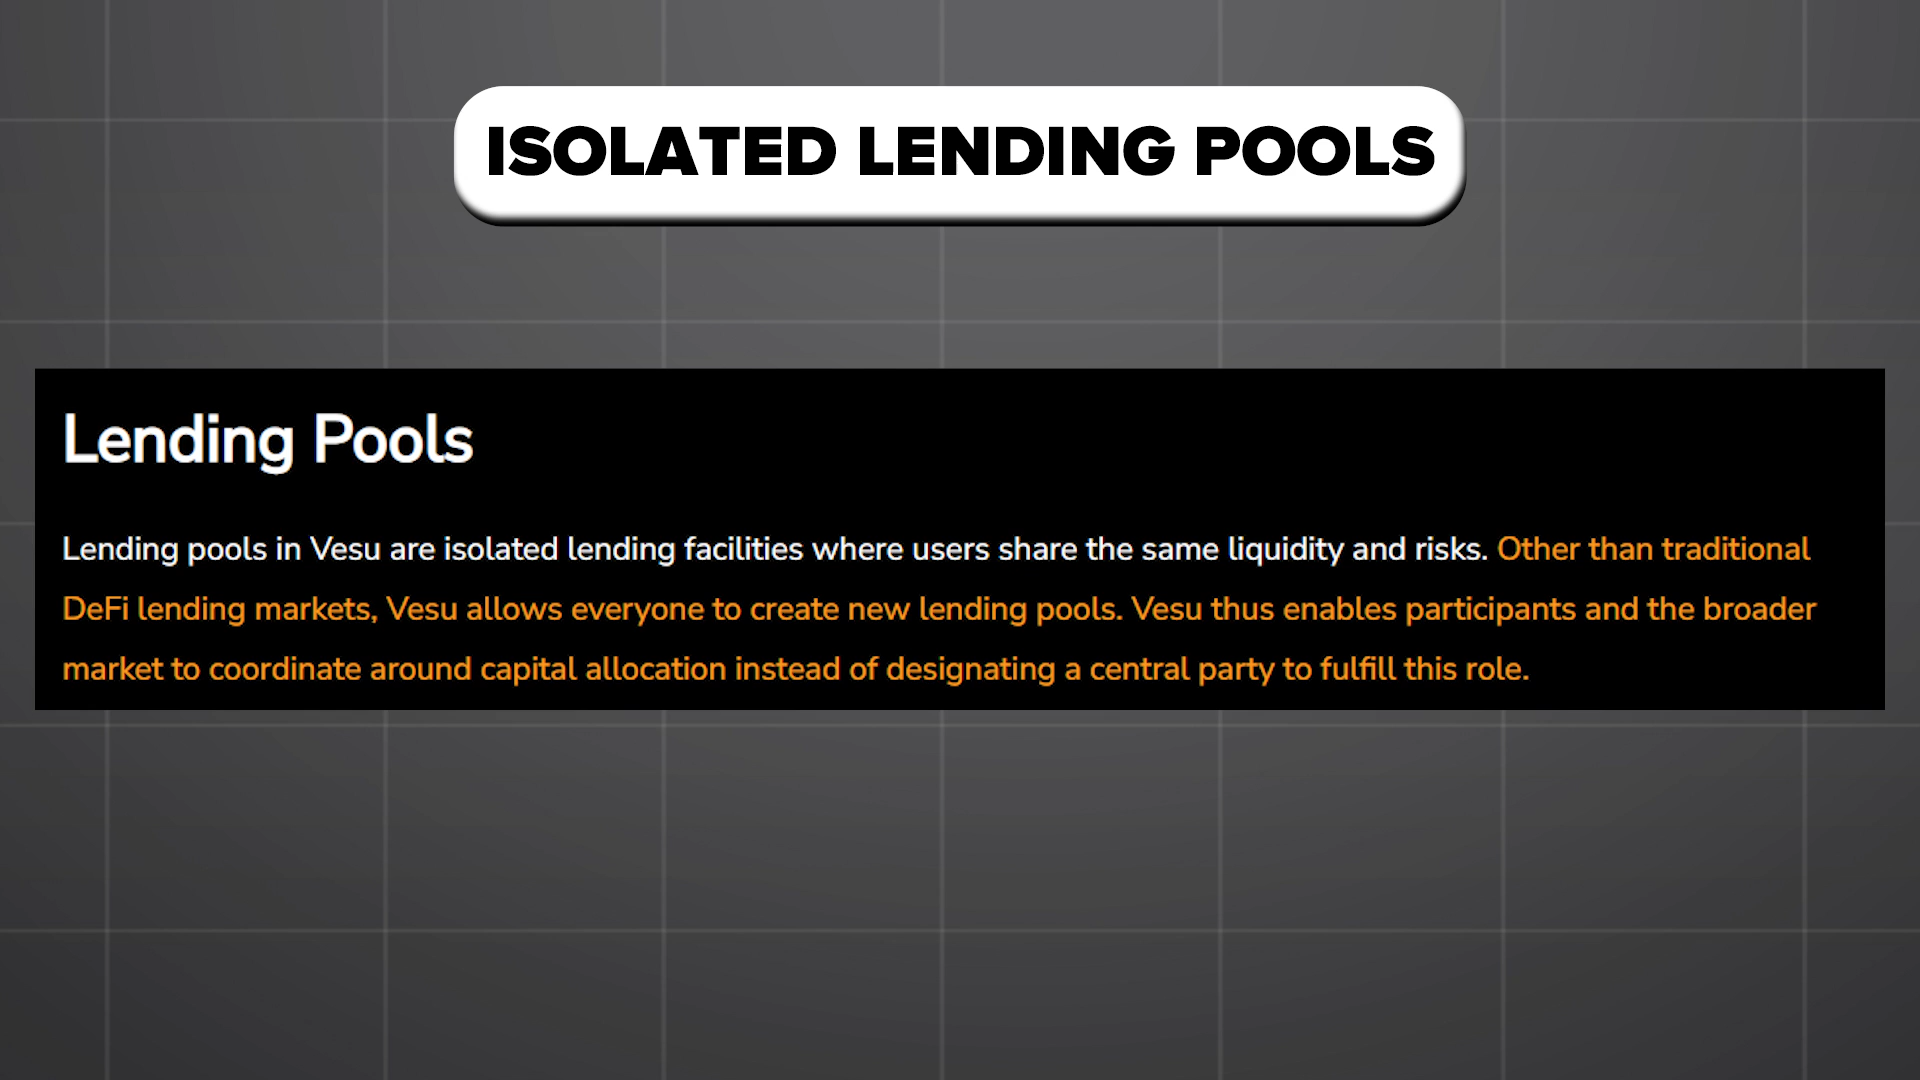 ISOLATED LENDING POOLS
Lending Pools
Lending pools in Vesu are isolated lending facilities where users share the same liquidity and risks. Other than traditional
DeFi lending markets, Vesu allows everyone to create new lending pools. Vesu thus enables participants and the broader
market to coordinate around capital allocation instead of designating a central party to fulfill this role.